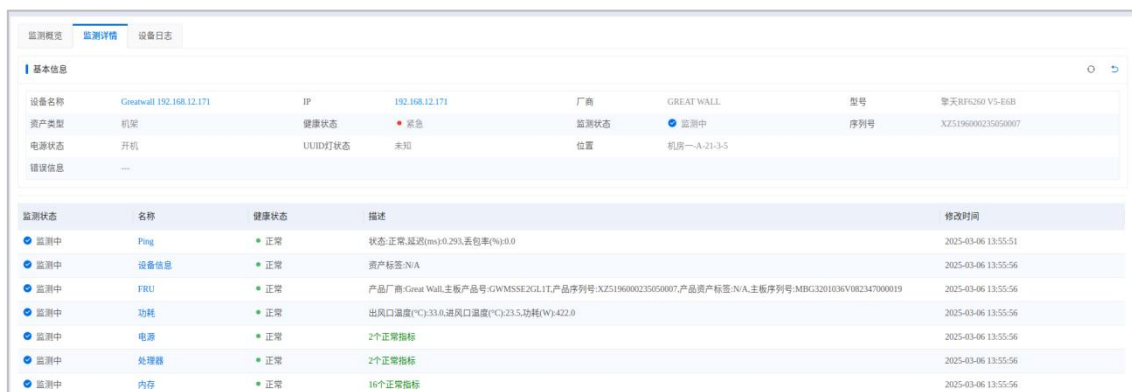 监测概览 监测详情 设备日志
基本信息
设备名称 Greatwall 192.168.12.171 IP 192.168.12.171 厂商 GREAT WALL 型号 擎天RF6260 V5-E6B
资产类型 机架 健康状态 紧急 监测状态 监测中 序列号 XZ5196000235050007
电源状态 开机 UUID灯状态 未知 位置 机房一-A-21-3-5
错误信息 —
监测状态 名称 健康状态 描述 修改时间
监测中 Ping 正常 状态:正常,延迟(ms):0.293,丢包率(%):0.0 2025-03-06 13:55:51
监测中 设备信息 正常 资产标签:N/A 2025-03-06 13:55:56
监测中 FRU 正常 产品厂商:Great Wall,主板产品号:GWMSSE2GL1T,产品序列号:XZ5196000235050007,产品资产标签:N/A,主板序列号:MBG3201036V082347000019 2025-03-06 13:55:56
监测中 功耗 正常 出风口温度(°C):33.0,进风口温度(°C):23.5,功耗(W):422.0 2025-03-06 13:55:56
监测中 电源 正常 2个正常指标 2025-03-06 13:55:56
监测中 处理器 正常 2个正常指标 2025-03-06 13:55:56
监测中 内存 正常 16个正常指标 2025-03-06 13:55:56